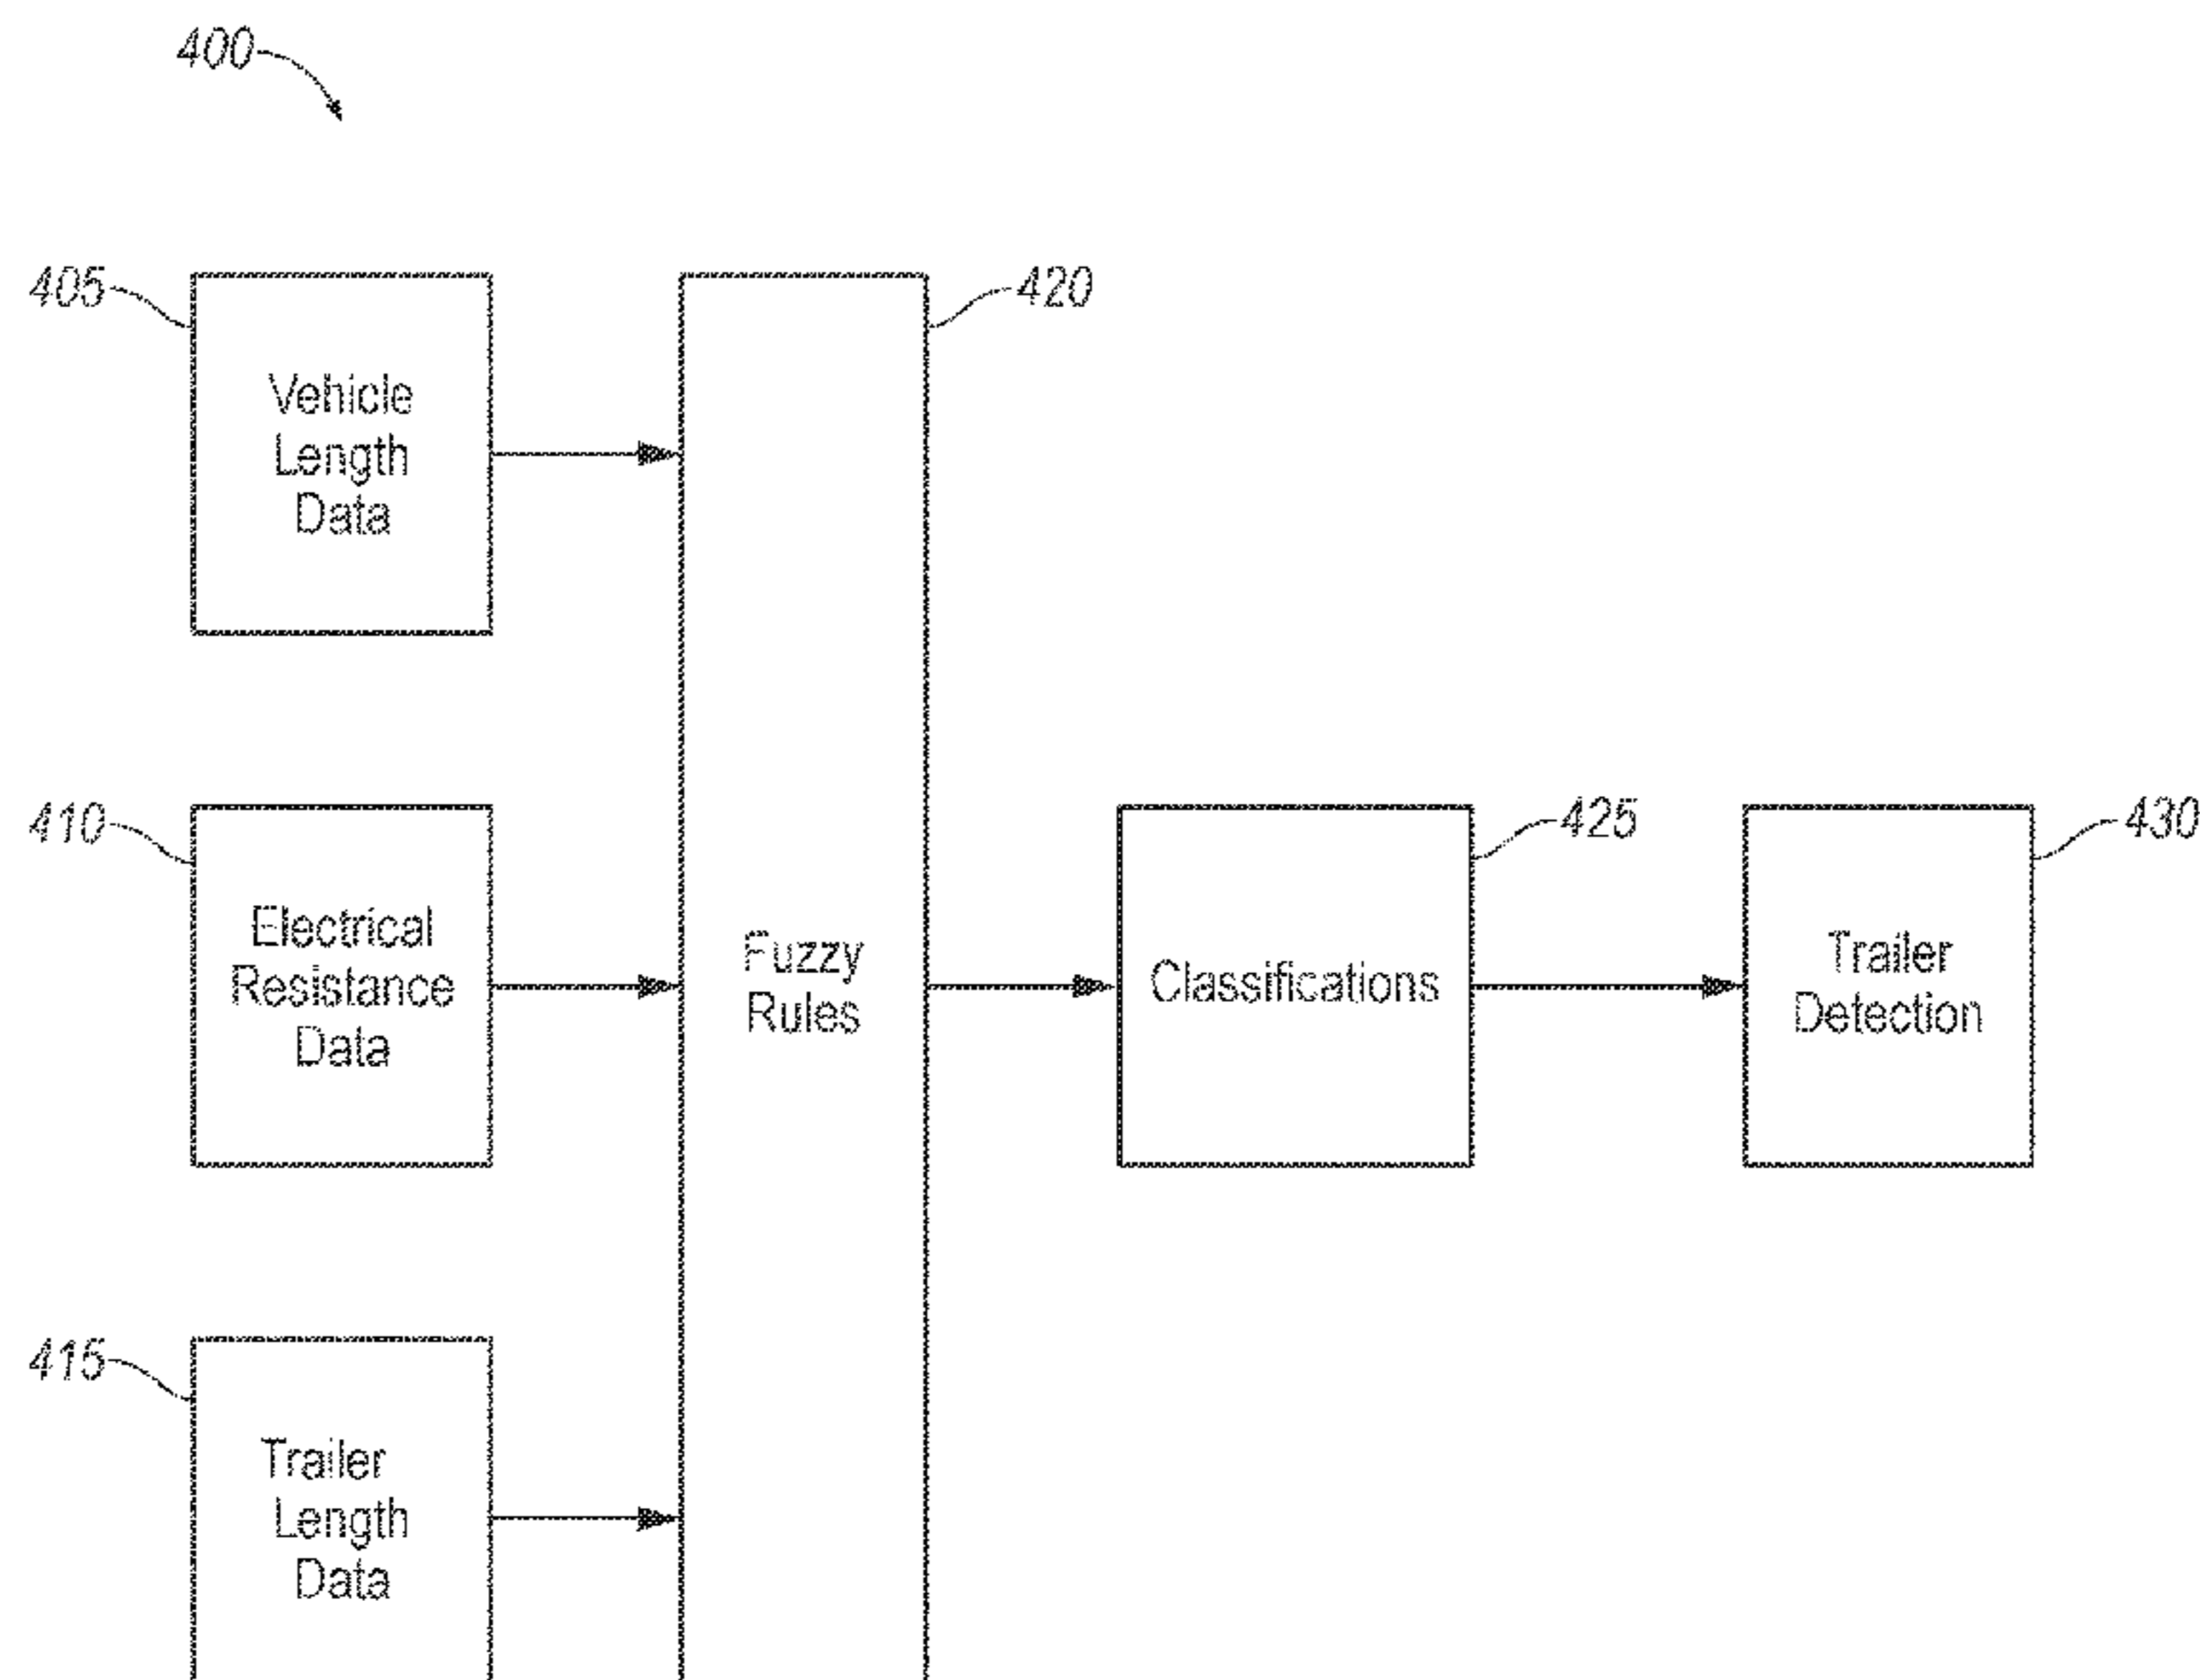 400
405
Vehicle
Length
Data
420
410
Electrical
Resistance
Data
Fuzzy
Rules
425
Classifications
430
Trailer
Detection
415
Trailer
Length
Data